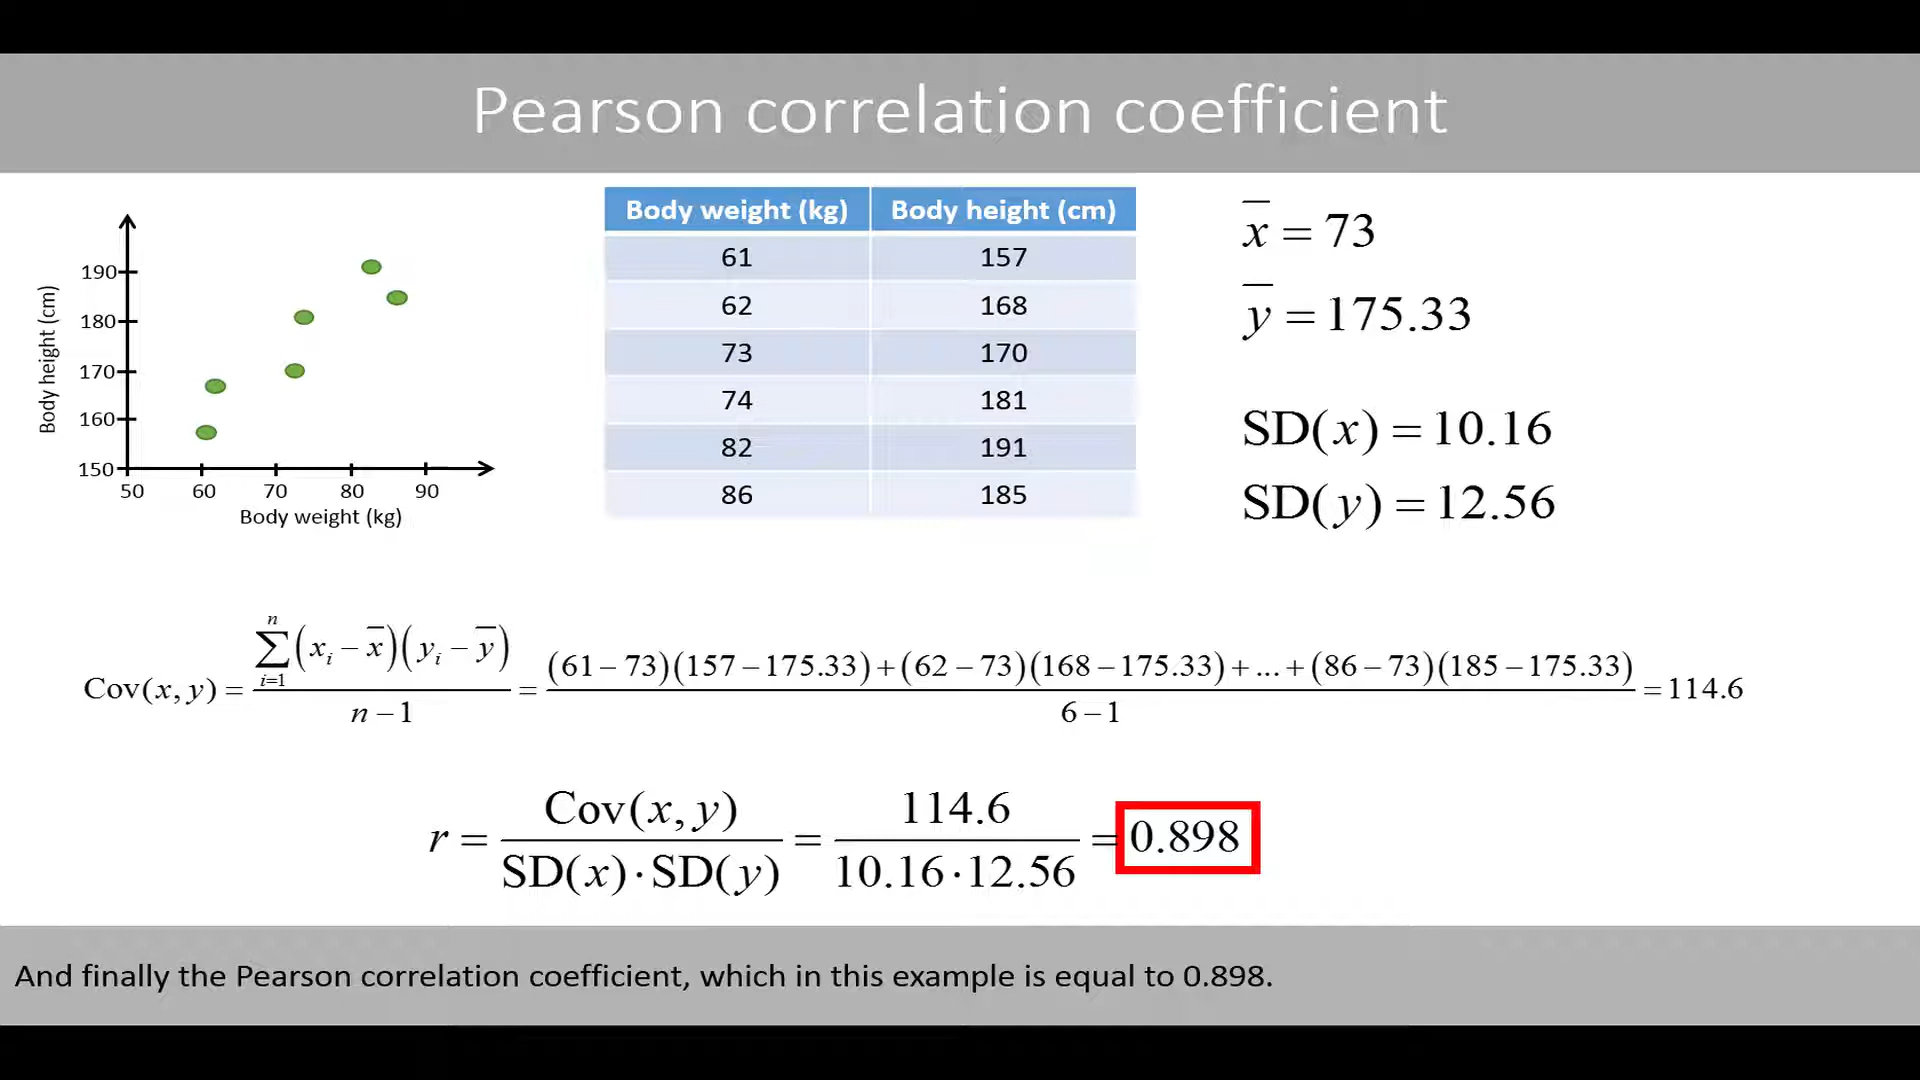 Pearson correlation coefficient
190
180
170
160
150
50 60 70 80 90
Body height (cm)
Body weight (kg)
Body weight (kg) Body height (cm)
61 157
62 168
73 170
74 181
82 191
86 185
x̅ = 73
y̅ = 175.33
SD(x) = 10.16
SD(y) = 12.56
Cov(x, y) = \frac{\sum_{i=1}^{n}(x_i − x̅)(y_i − y̅)}{n − 1} = \frac{(61 − 73)(157 − 175.33) + (62 − 73)(168 − 175.33) + ... + (86 − 73)(185 − 175.33)}{6 − 1} = 114.6
r = \frac{Cov(x, y)}{SD(x)·SD(y)} = \frac{114.6}{10.16·12.56} = 0.898
And finally the Pearson correlation coefficient, which in this example is equal to 0.898.